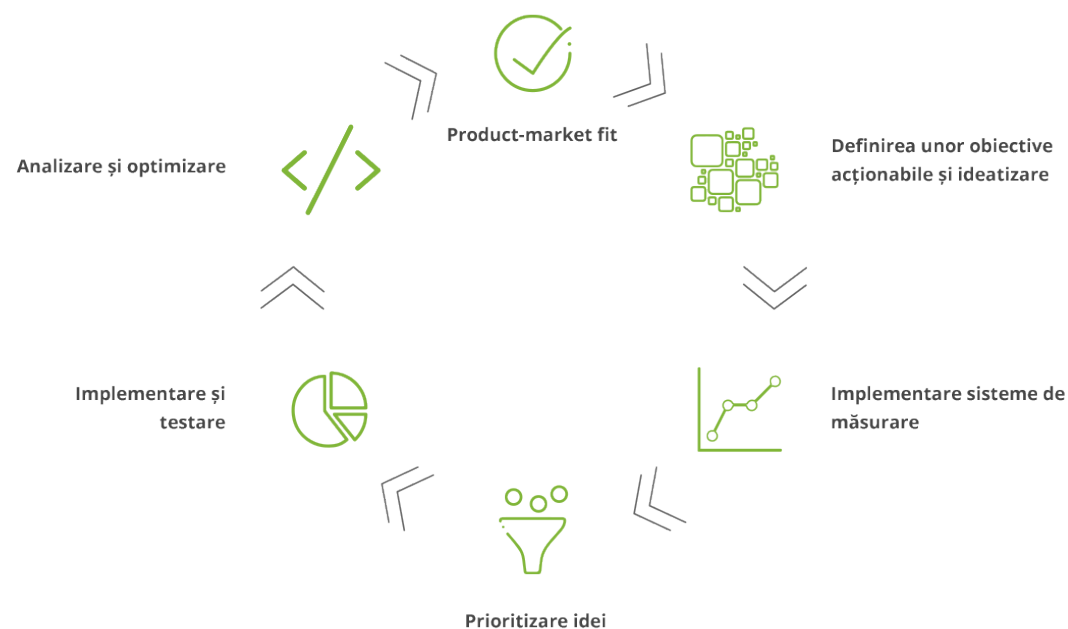 Product-market fit
Definirea unor obiective
acționabile și ideatizare
Implementare sisteme de
măsurare
Prioritizare idei
Implementare și
testare
Analizare și optimizare